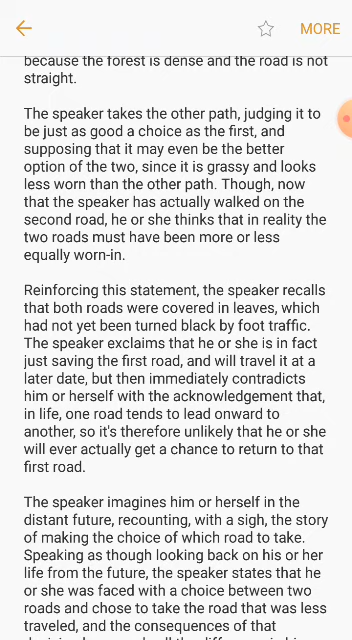 MORE
because the forest is dense and the road is not
straight.
The speaker takes the other path, judging it to
be just as good a choice as the first, and
supposing that it may even be the better
option of the two, since it is grassy and looks
less worn than the other path. Though, now
that the speaker has actually walked on the
second road, he or she thinks that in reality the
two roads must have been more or less
equally worn-in.
Reinforcing this statement, the speaker recalls
that both roads were covered in leaves, which
had not yet been turned black by foot traffic.
The speaker exclaims that he or she is in fact
just saving the first road, and will travel it at a
later date, but then immediately contradicts
him or herself with the acknowledgement that,
in life, one road tends to lead onward to
another, so it's therefore unlikely that he or she
will ever actually get a chance to return to that
first road.
The speaker imagines him or herself in the
distant future, recounting, with a sigh, the story
of making the choice of which road to take.
Speaking as though looking back on his or her
life from the future, the speaker states that he
or she was faced with a choice between two
roads and chose to take the road that was less
traveled, and the consequences of that